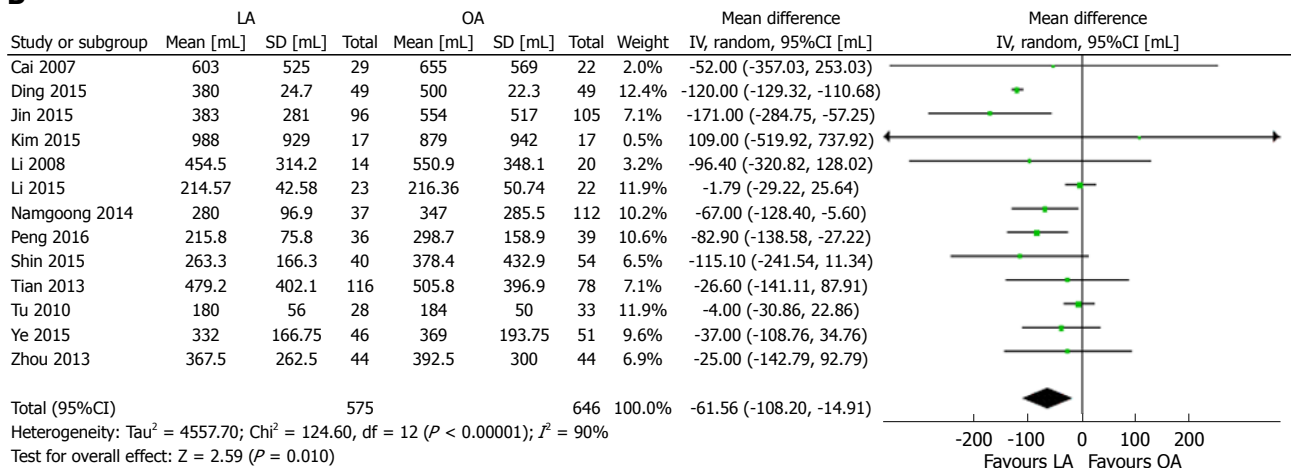 LA OA Mean difference Mean difference
Study or subgroup Mean [mL] SD [mL] Total Mean [mL] SD [mL] Total Weight IV, random, 95%CI [mL] IV, random, 95%CI [mL]
Cai 2007 603 525 29 655 569 22 2.0% -52.00 (-357.03, 253.03)
Ding 2015 380 24.7 49 500 22.3 49 12.4% -120.00 (-129.32, -110.68)
Jin 2015 383 281 96 554 517 105 7.1% -171.00 (-284.75, -57.25)
Kim 2015 988 929 17 879 942 17 0.5% 109.00 (-519.92, 737.92)
Li 2008 454.5 314.2 14 550.9 348.1 20 3.2% -96.40 (-320.82, 128.02)
Li 2015 214.57 42.58 23 216.36 50.74 22 11.9% -1.79 (-29.22, 25.64)
Namgoong 2014 280 96.9 37 347 285.5 112 10.2% -67.00 (-128.40, -5.60)
Peng 2016 215.8 75.8 36 298.7 158.9 39 10.6% -82.90 (-138.58, -27.22)
Shin 2015 263.3 166.3 40 378.4 432.9 54 6.5% -115.10 (-241.54, 11.34)
Tian 2013 479.2 402.1 116 505.8 396.9 78 7.1% -26.60 (-141.11, 87.91)
Tu 2010 180 56 28 184 50 33 11.9% -4.00 (-30.86, 22.86)
Ye 2015 332 166.75 46 369 193.75 51 9.6% -37.00 (-108.76, 34.76)
Zhou 2013 367.5 262.5 44 392.5 300 44 6.9% -25.00 (-142.79, 92.79)
Total (95%CI) 575 646 100.0% -61.56 (-108.20, -14.91)
Heterogeneity: Tau² = 4557.70; Chi² = 124.60, df = 12 (P < 0.00001); I² = 90%
Test for overall effect: Z = 2.59 (P = 0.010)
-200 -100 0 100 200
Favours LA Favours OA